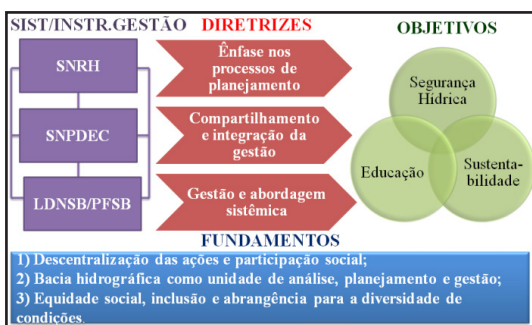 SIST/INSTR.GESTÃO
DIRETRIZES
OBJETIVOS
SNRH
SNPDEC
LDNSB/PFSB
Ênfase nos
processos de
planejamento
Compartilhamento
e integração da
gestão
Gestão e abordagem
sistêmica
Segurança
Hídrica
Educação
Sustenta-
bilidade
FUNDAMENTOS
1) Descentralização das ações e participação social;
2) Bacia hidrográfica como unidade de análise, planejamento e gestão;
3) Equidade social, inclusão e abrangência para a diversidade de
condições.